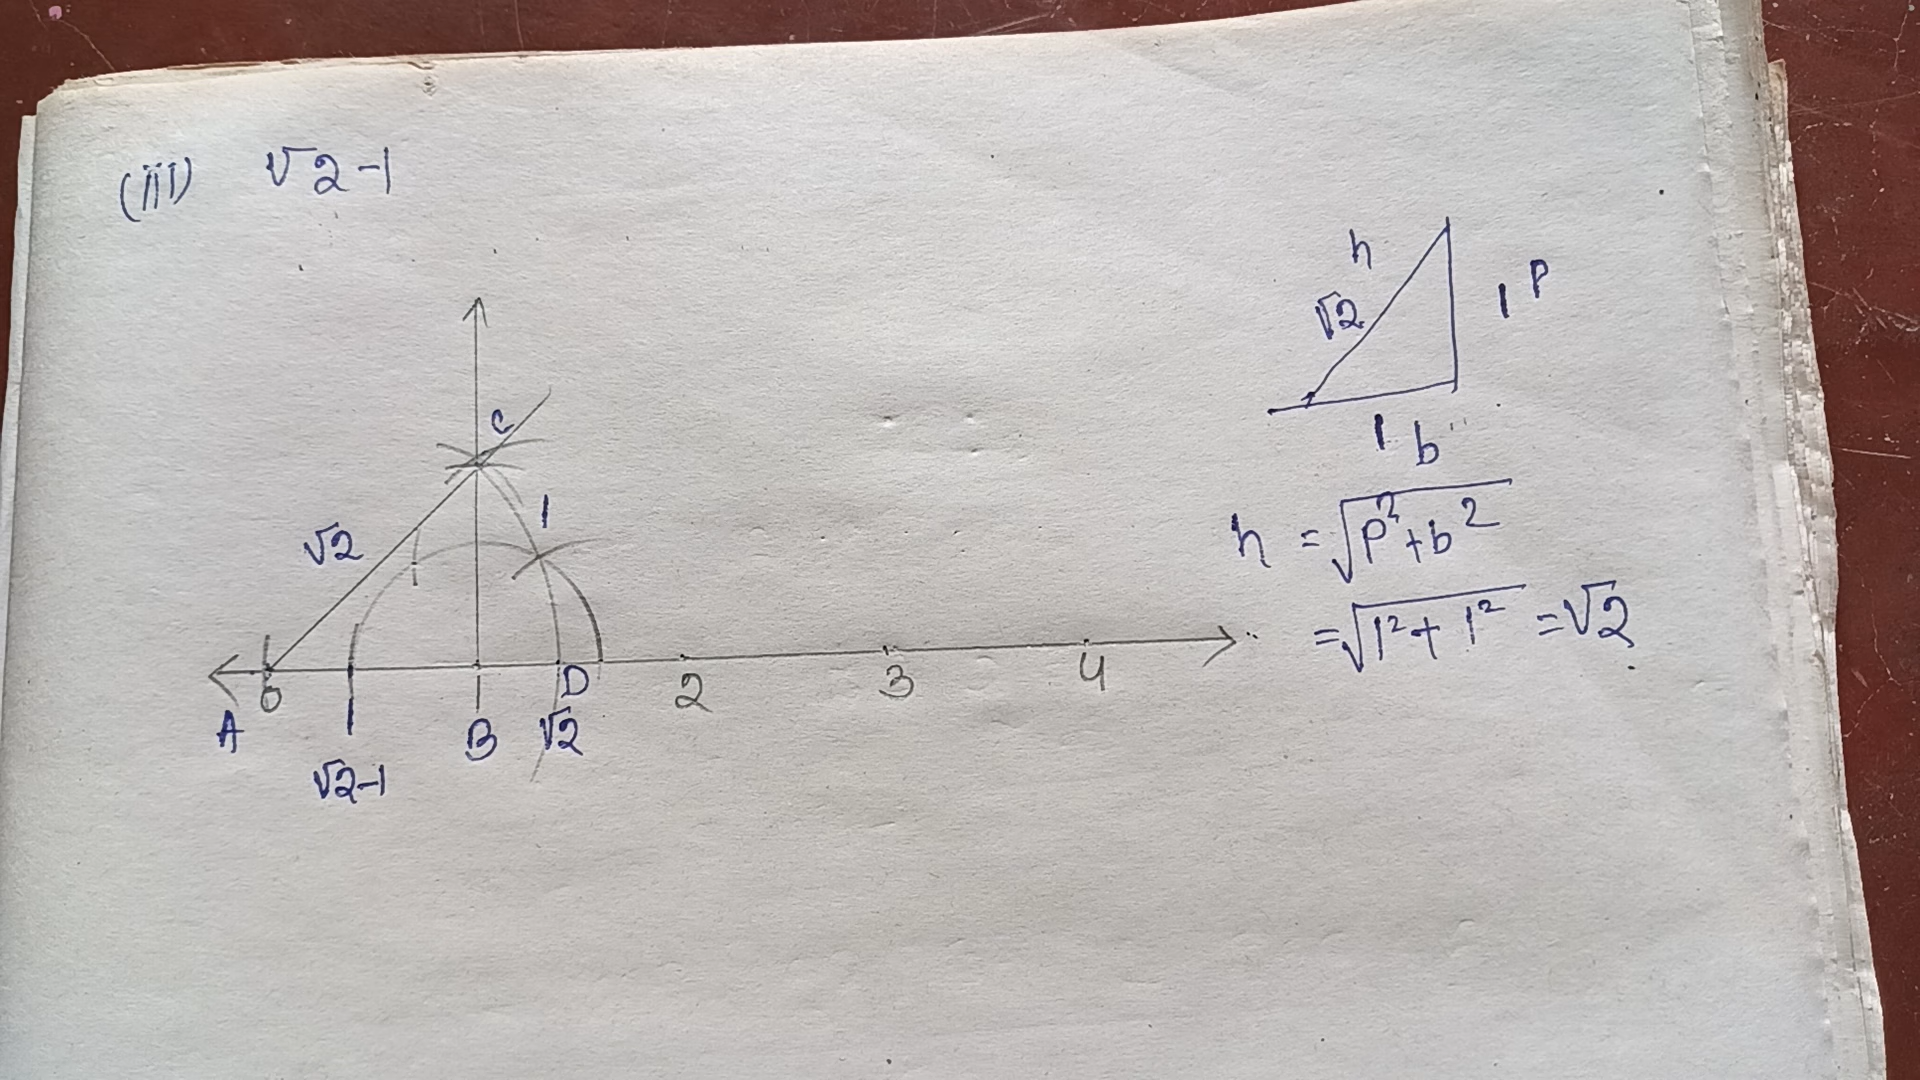 (iii) √2-1
h
√2
1 P
1 b
h = √P²+b²
= √1²+1² = √2
C
1
√2
0 D 2 3 4
A B √2
√2-1